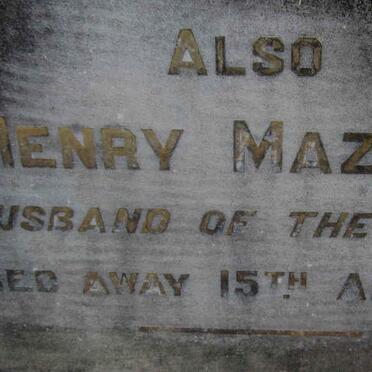 ALSO
HENRY MAZ
USBAND OF THE
SED AWAY 15TH A